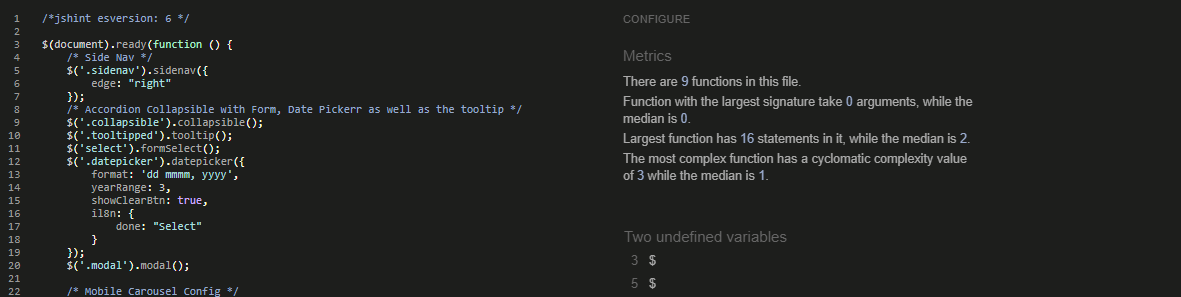 1 /*jshint esversion: 6 */
2
3 $(document).ready(function () {
4 /* Side Nav */
5 $('.sidenav').sidenav({
6 edge: "right"
7 });
8 /* Accordion Collapsible with Form, Date Pickerr as well as the tooltip */
9 $('.collapsible').collapsible();
10 $('.tooltipped').tooltip();
11 $('select').formSelect();
12 $('.datepicker').datepicker({
13 format: 'dd mmmm, yyyy',
14 yearRange: 3,
15 showClearBtn: true,
16 il8n: {
17 done: "Select"
18 }
19 });
20 $('.modal').modal();
21
22 /* Mobile Carousel Config */
CONFIGURE
Metrics
There are 9 functions in this file.
Function with the largest signature take 0 arguments, while the
median is 0.
Largest function has 16 statements in it, while the median is 2.
The most complex function has a cyclomatic complexity value
of 3 while the median is 1.
Two undefined variables
3 $
5 $